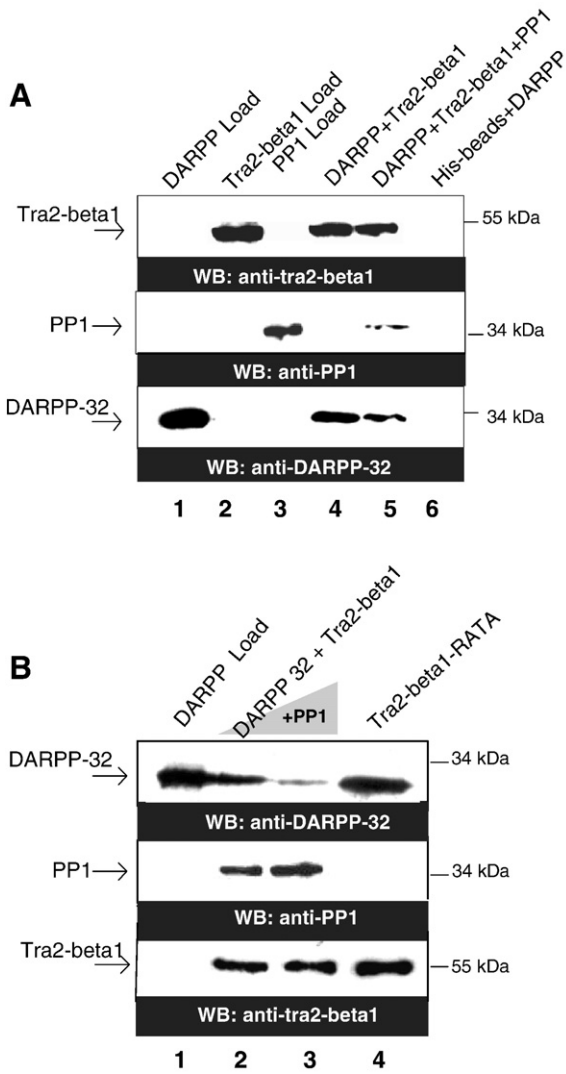 A
DARPP Load
Tra2-beta1 Load
PP1 Load
DARPP+Tra2-beta1
DARPP+Tra2-beta1+PP1
His-beads+DARPP
Tra2-beta1
55 kDa
WB: anti-tra2-beta1
PP1
34 kDa
WB: anti-PP1
DARPP-32
34 kDa
WB: anti-DARPP-32
1 2 3 4 5 6
B
DARPP Load
DARPP 32 + Tra2-beta1
+PP1
Tra2-beta1-RATA
DARPP-32
34 kDa
WB: anti-DARPP-32
PP1
34 kDa
WB: anti-PP1
Tra2-beta1
55 kDa
WB: anti-tra2-beta1
1 2 3 4